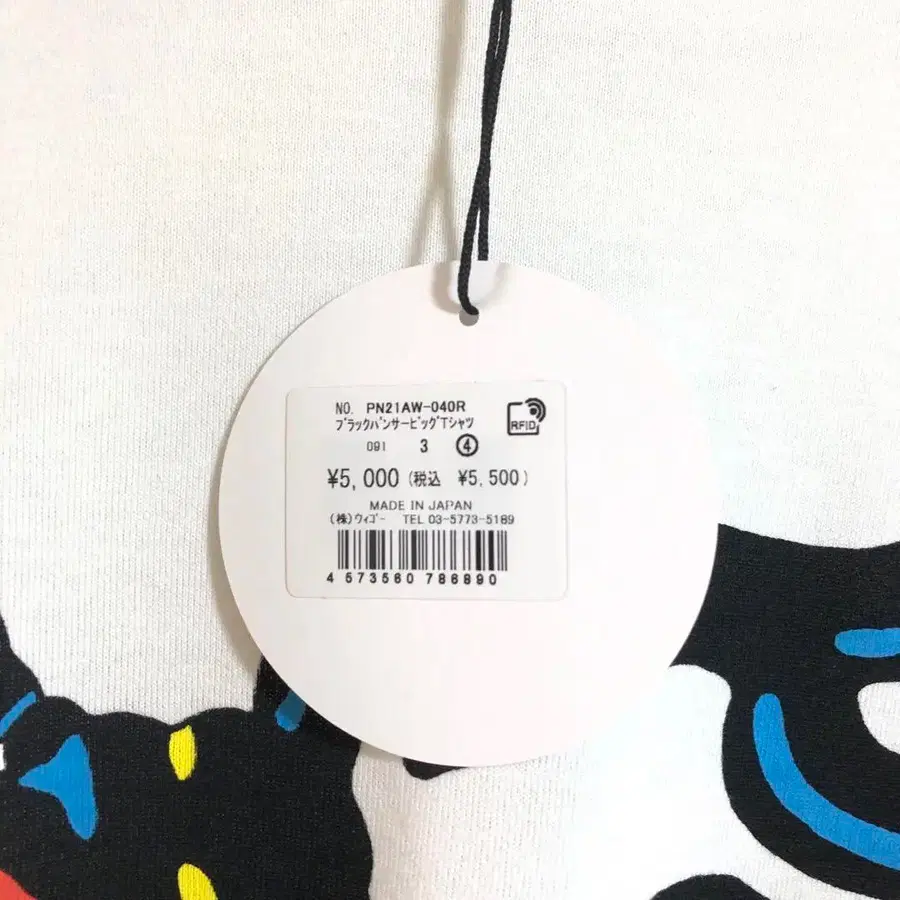 NO. PN21AW-040R
ﾌﾞﾗｯｸﾊﾟﾝｻｰﾋﾞｯｸﾞTｼｬﾂ
RFID
091 3 ④
¥5,000 (税込 ¥5,500)
MADE IN JAPAN
(株)ｳｨｺﾞｰ TEL 03-5773-5189
4 573560 786890